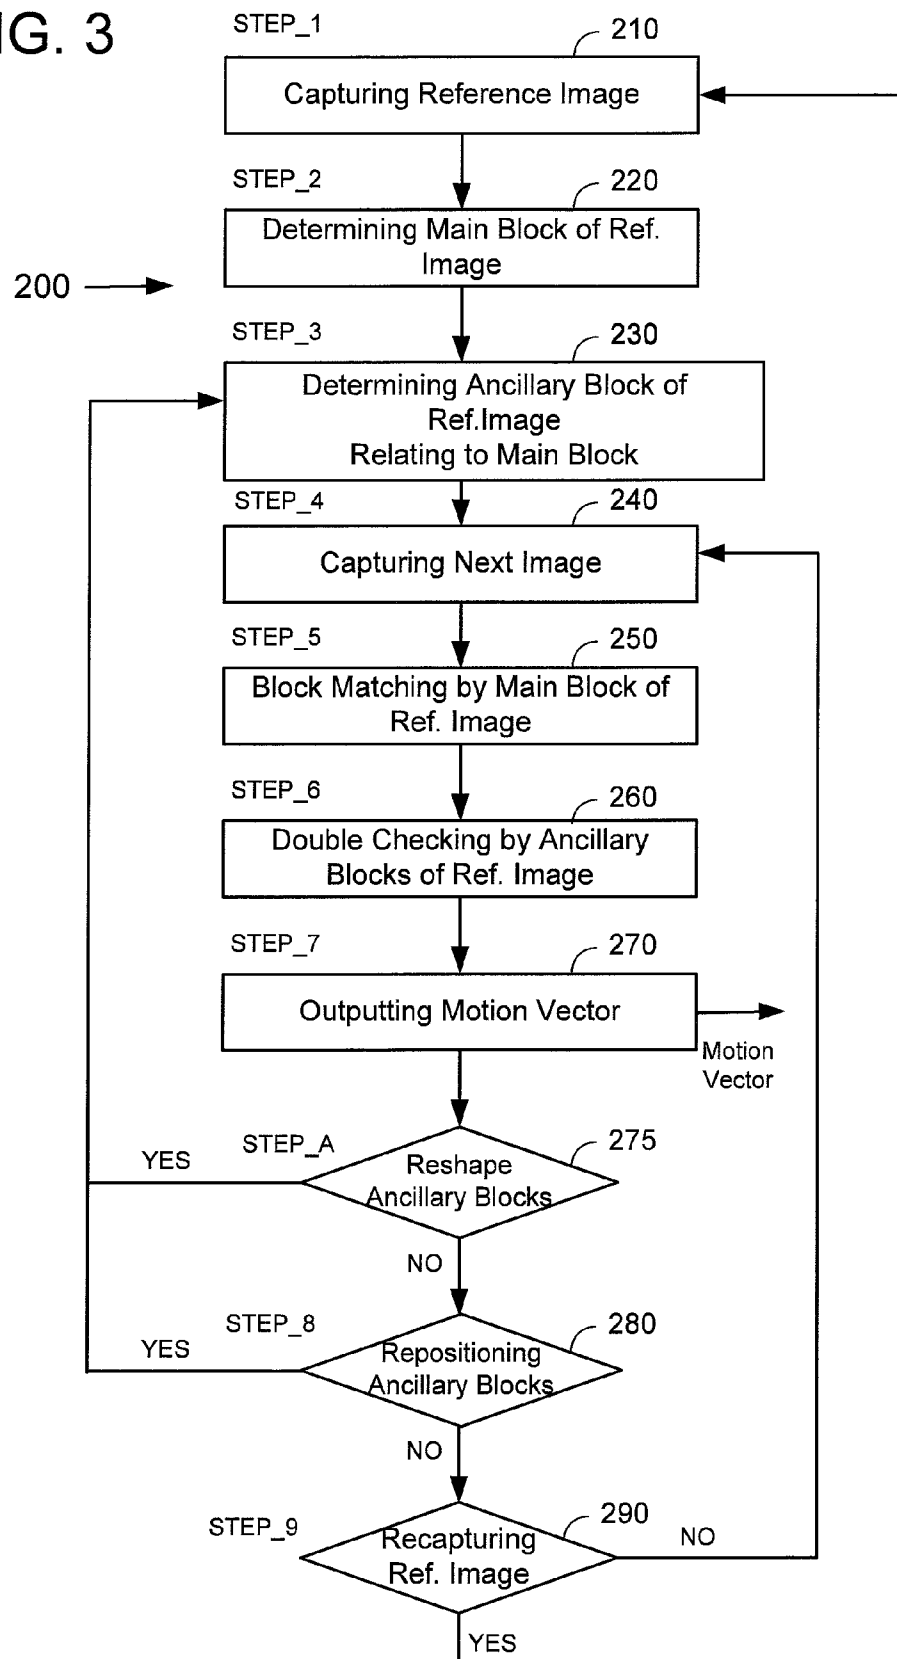 IG. 3
STEP_1
210
Capturing Reference Image
STEP_2
220
Determining Main Block of Ref.
Image
200
STEP_3
230
Determining Ancillary Block of
Ref.Image
Relating to Main Block
STEP_4
240
Capturing Next Image
STEP_5
250
Block Matching by Main Block of
Ref. Image
STEP_6
260
Double Checking by Ancillary
Blocks of Ref. Image
STEP_7
270
Outputting Motion Vector
Motion
Vector
STEP_A
275
YES
Reshape
Ancillary Blocks
NO
STEP_8
280
YES
Repositioning
Ancillary Blocks
NO
STEP_9
290
NO
Recapturing
Ref. Image
YES